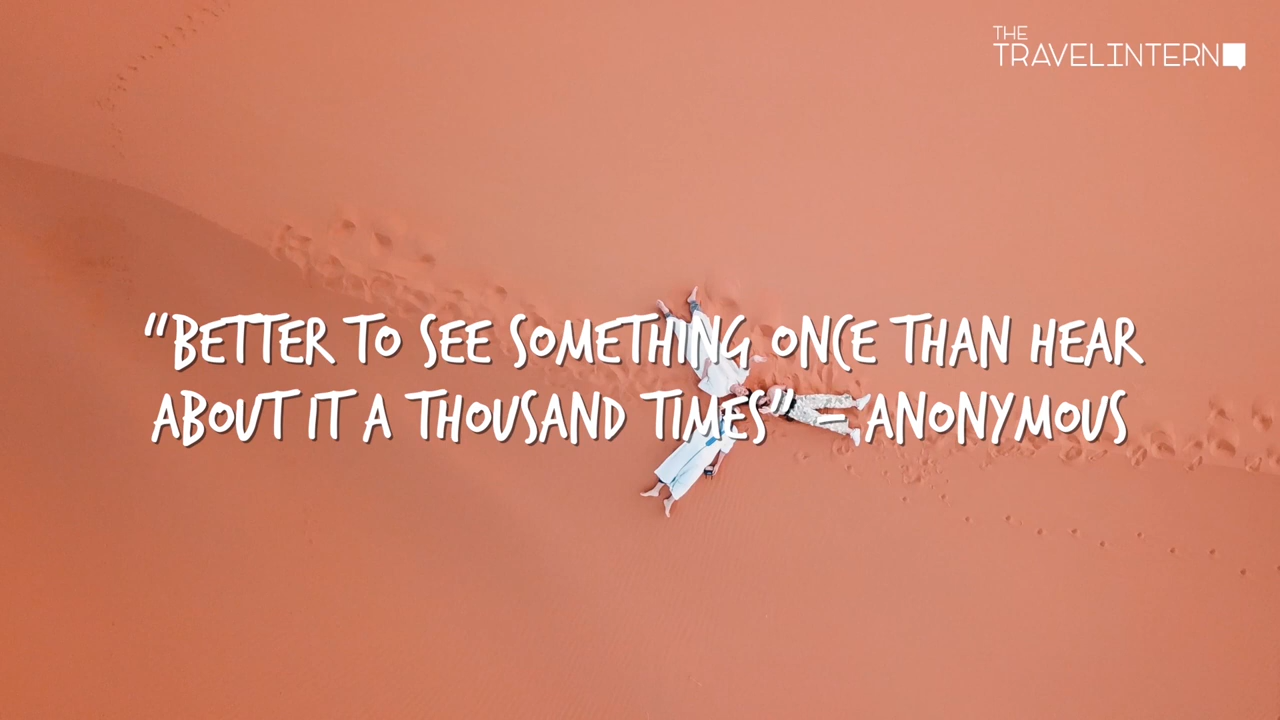 THE
TRAVELINTERN
“BETTER TO SEE SOMETHING ONCE THAN HEAR
ABOUT IT A THOUSAND TIMES” – ANONYMOUS